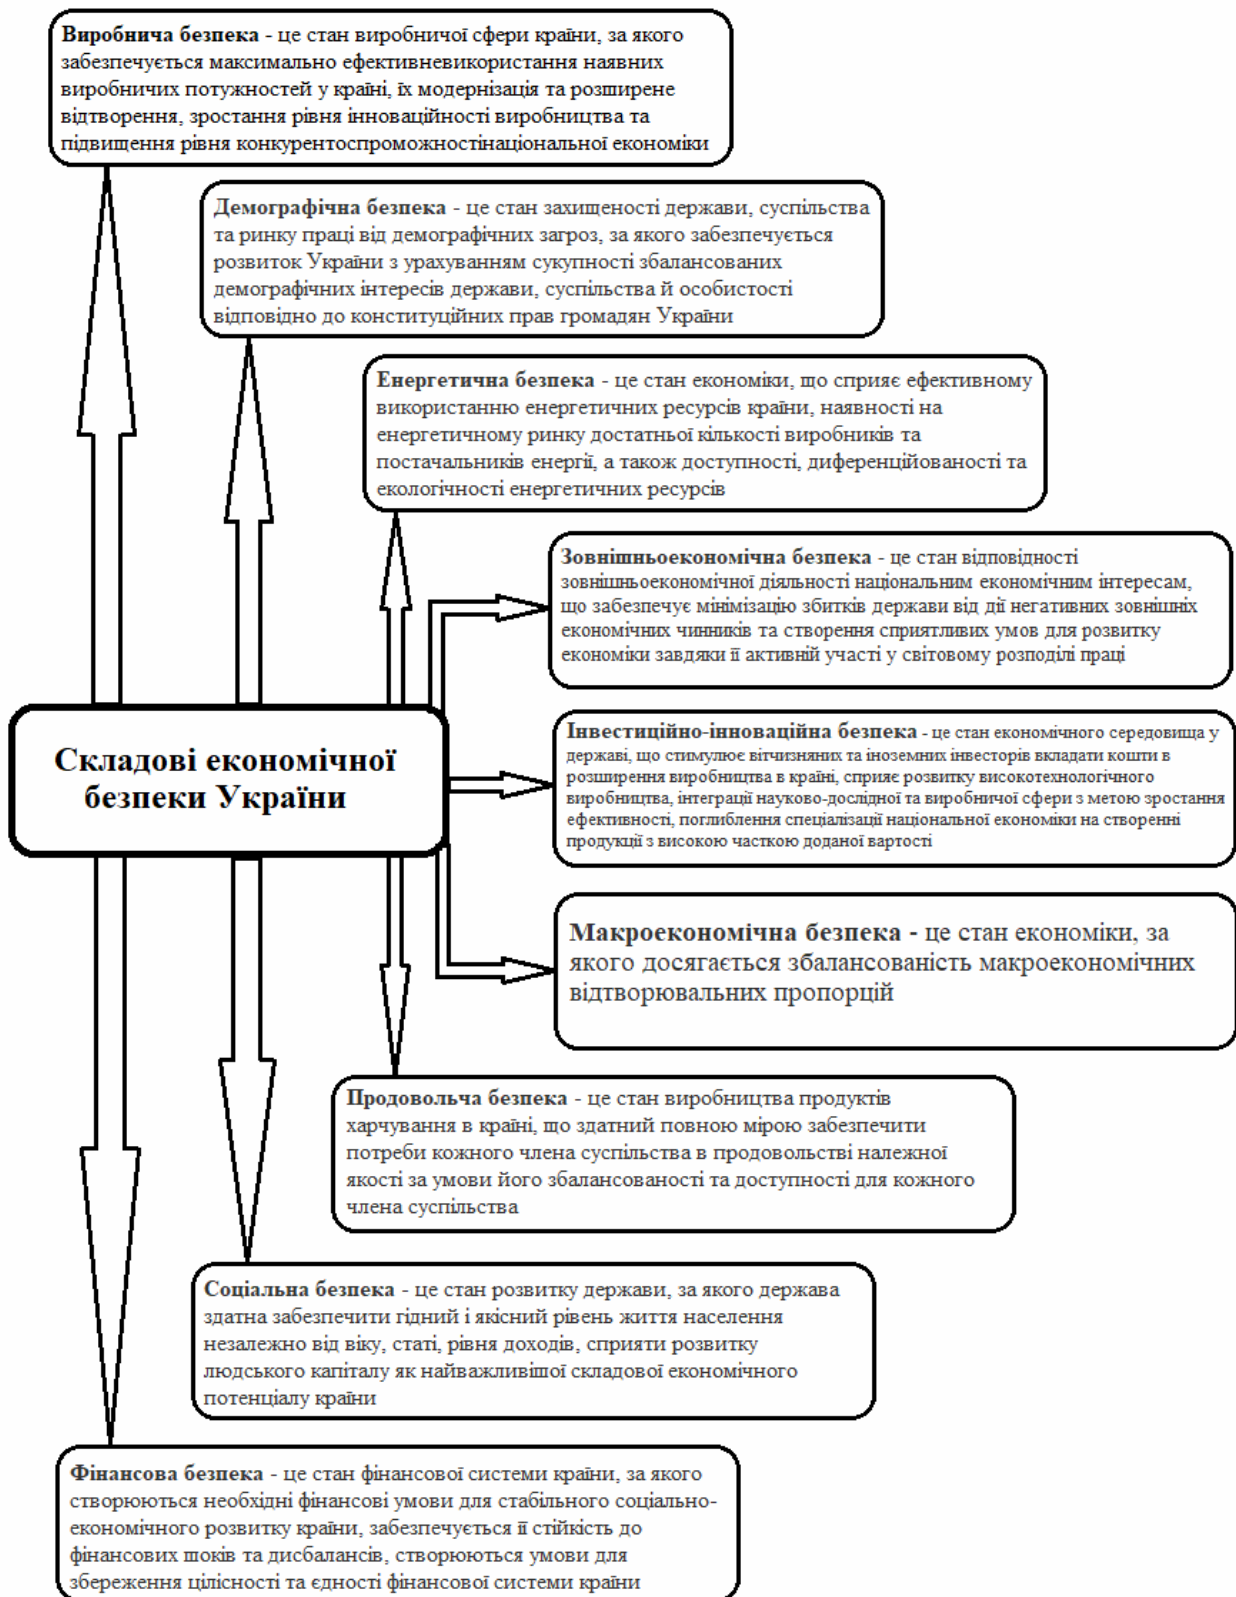 Виробнича безпека - це стан виробничої сфери країни, за якого
забезпечується максимально ефективневикористання наявних
виробничих потужностей у країні, їх модернізація та розширене
відтворення, зростання рівня інноваційності виробництва та
підвищення рівня конкурентоспроможностінаціональної економіки
Демографічна безпека - це стан захищеності держави, суспільства
та ринку праці від демографічних загроз, за якого забезпечується
розвиток України з урахуванням сукупності збалансованих
демографічних інтересів держави, суспільства й особистості
відповідно до конституційних прав громадян України
Енергетична безпека - це стан економіки, що сприяє ефективному
використанню енергетичних ресурсів країни, наявності на
енергетичному ринку достатньої кількості виробників та
постачальників енергії, а також доступності, диференційованості та
екологічності енергетичних ресурсів
Зовнішньоекономічна безпека - це стан відповідності
зовнішньоекономічної діяльності національним економічним інтересам,
що забезпечує мінімізацію збитків держави від дії негативних зовнішніх
економічних чинників та створення сприятливих умов для розвитку
економіки завдяки її активній участі у світовому розподілі праці
Складові економічної
безпеки України
Інвестиційно-інноваційна безпека - це стан економічного середовища у
державі, що стимулює вітчизняних та іноземних інвесторів вкладати кошти в
розширення виробництва в країні, сприяє розвитку високотехнологічного
виробництва, інтеграції науково-дослідної та виробничої сфери з метою зростання
ефективності, поглиблення спеціалізації національної економіки на створенні
продукції з високою часткою доданої вартості
Макроекономічна безпека - це стан економіки, за
якого досягається збалансованість макроекономічних
відтворювальних пропорцій
Продовольча безпека - це стан виробництва продуктів
харчування в країні, що здатний повною мірою забезпечити
потреби кожного члена суспільства в продовольстві належної
якості за умови його збалансованості та доступності для кожного
члена суспільства
Соціальна безпека - це стан розвитку держави, за якого держава
здатна забезпечити гідний і якісний рівень життя населення
незалежно від віку, статі, рівня доходів, сприяти розвитку
людського капіталу як найважливішої складової економічного
потенціалу країни
Фінансова безпека - це стан фінансової системи країни, за якого
створюються необхідні фінансові умови для стабільного соціально-
економічного розвитку країни, забезпечується її стійкість до
фінансових шоків та дисбалансів, створюються умови для
збереження цілісності та єдності фінансової системи країни